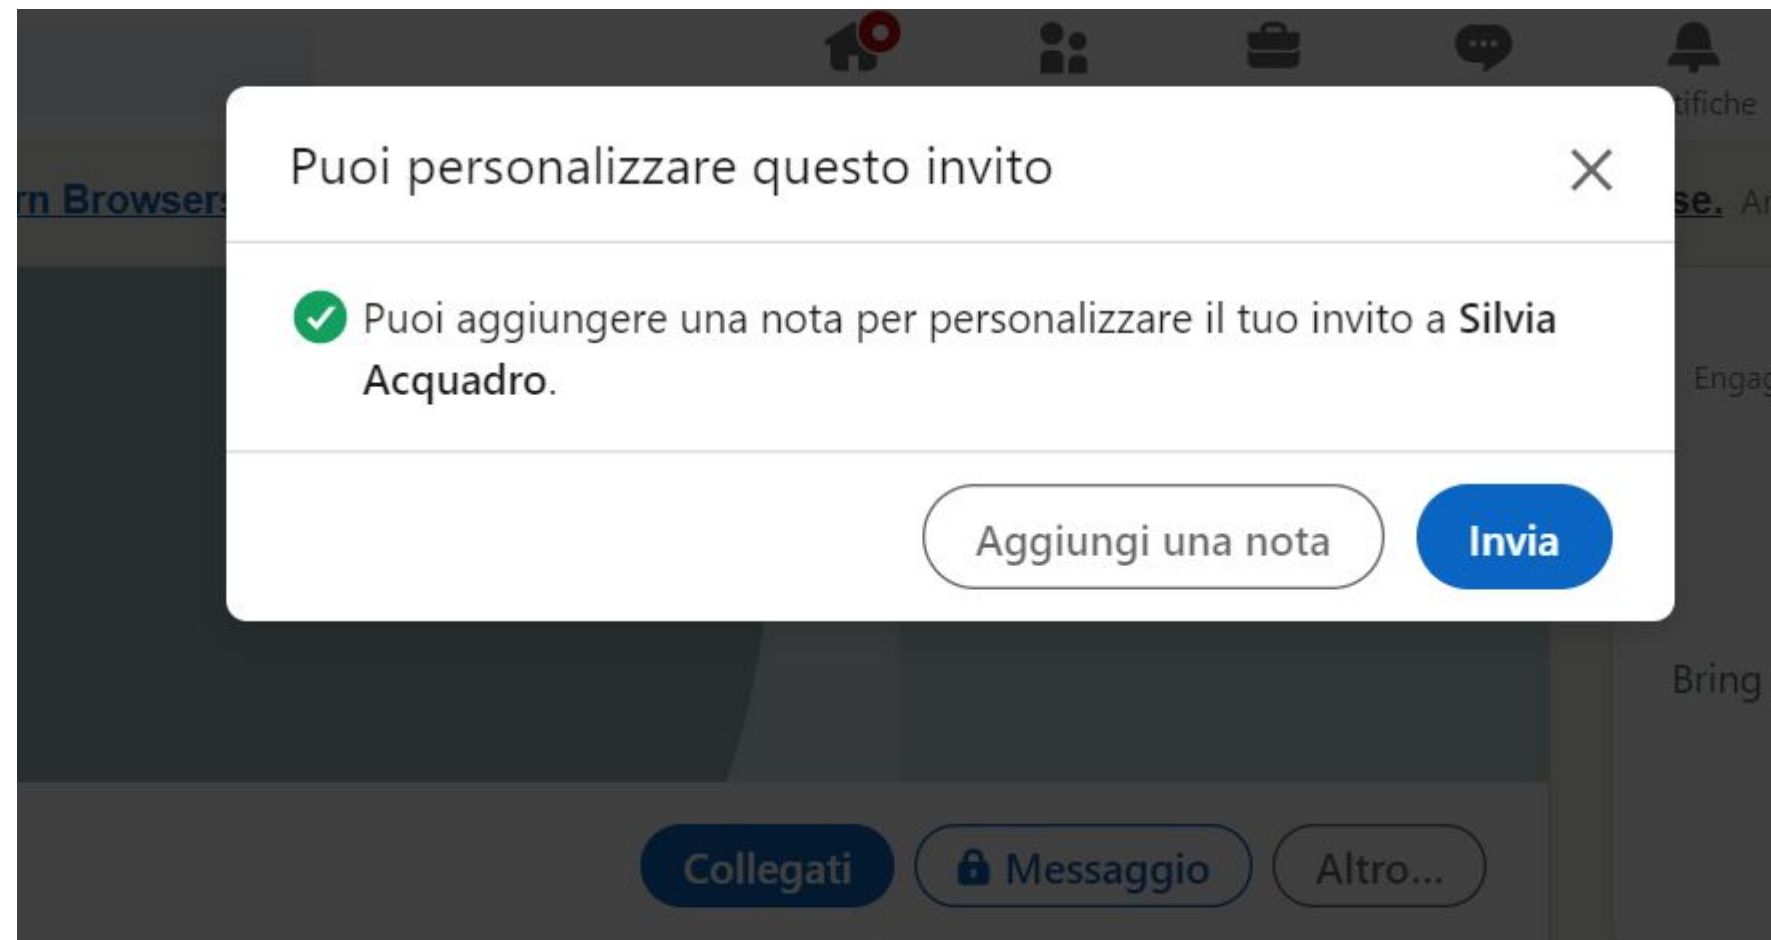 tifiche
Puoi personalizzare questo invito
rn Browsers
se.
Puoi aggiungere una nota per personalizzare il tuo invito a Silvia
Acquadro.
Aggiungi una nota Invia
Bring
Collegati Messaggio Altro...